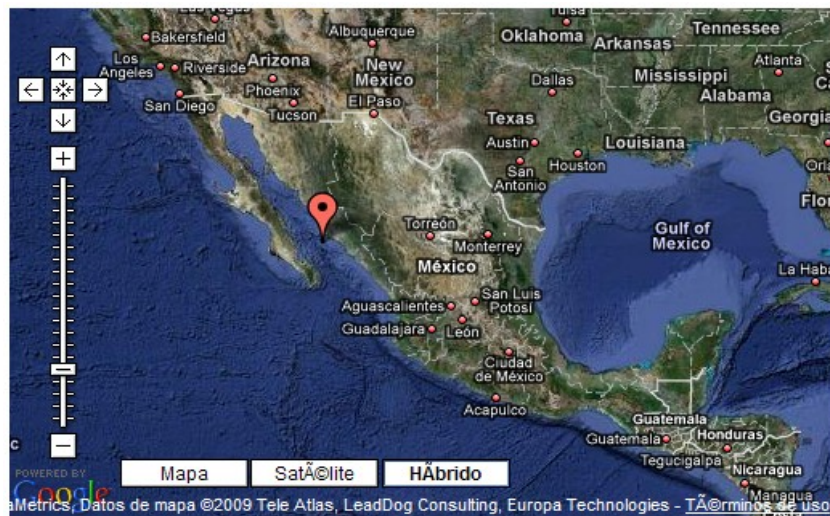 Las Vegas
Tulsa
Bakersfield
Albuquerque
Oklahoma
Tennessee
Arkansas
Los Angeles
Riverside
Arizona
New Mexico
Atlanta
Phoenix
Dallas
Mississippi
Alabama
San Diego
Tucson
El Paso
Texas
Georgia
Austin
Louisiana
San Antonio
Houston
Torreón
Monterrey
Gulf of
Mexico
México
La Haba
Aguascalientes
San Luis
Potosí
Guadalajara
León
Ciudad
de México
Acapulco
Guatemala
Guatemala
Honduras
Tegucigalpa
Nicaragua
Managua
POWERED BY
Google
Mapa
SatÃ©lite
HÃbrido
aMetrics, Datos de mapa ©2009 Tele Atlas, LeadDog Consulting, Europa Technologies - TÃ©rminos de uso